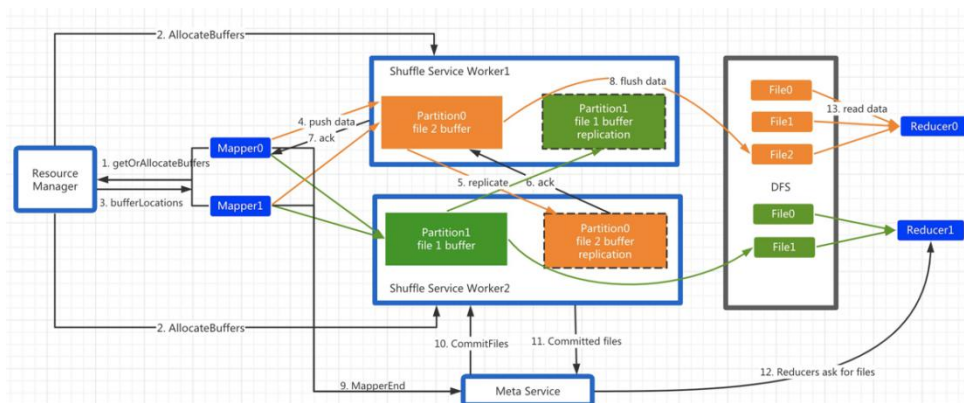 2. AllocateBuffers
Shuffle Service Worker1
8. flush data
File0
Partition0
file 2 buffer
Partition1
file 1 buffer
replication
13. read data
4. push data
7. ack
File1
Reducer0
Mapper0
1. getOrAllocateBuffers
File2
Resource
Manager
5. replicate
6. ack
DFS
3. bufferLocations
Mapper1
File0
Partition1
file 1 buffer
Partition0
file 2 buffer
replication
Reducer1
File1
Shuffle Service Worker2
2. AllocateBuffers
10. CommitFiles
11. Committed files
12. Reducers ask for files
9. MapperEnd
Meta Service